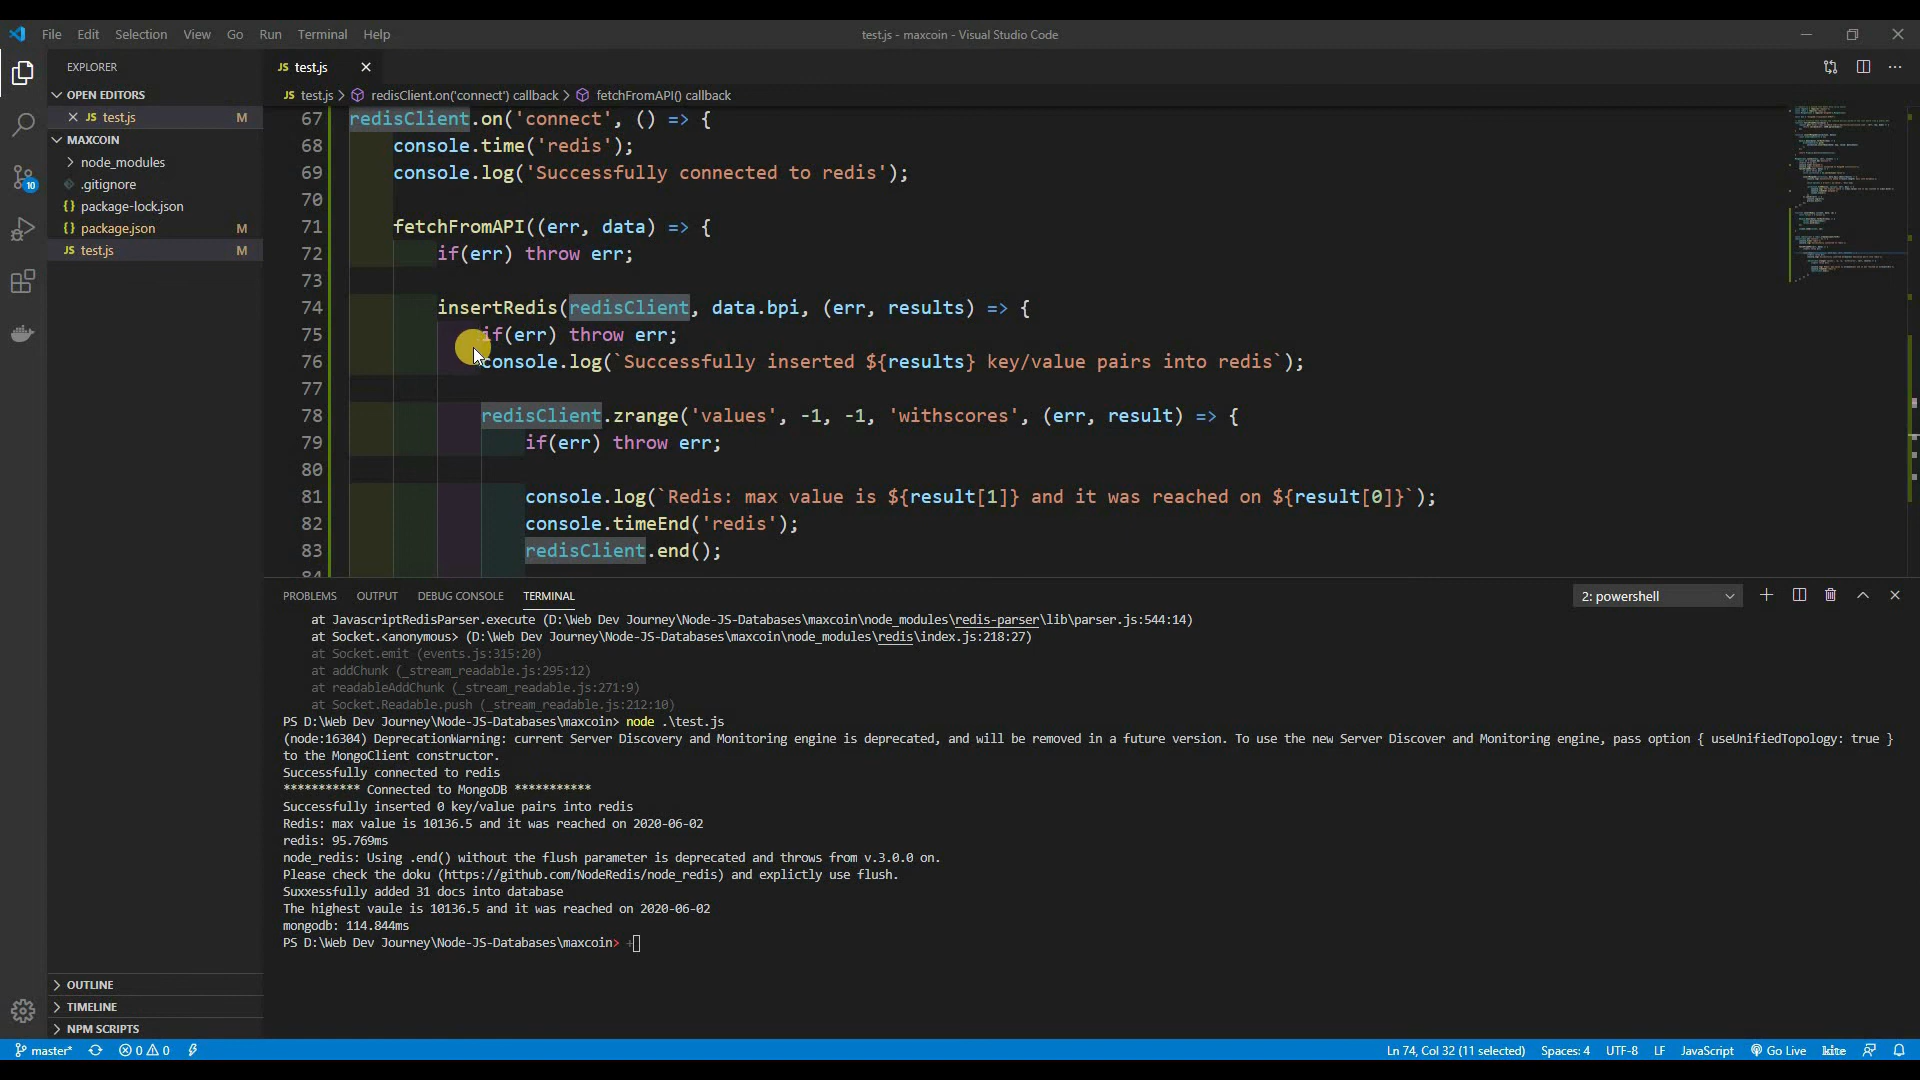 File Edit Selection View Go Run Terminal Help
test.js - maxcoin - Visual Studio Code
EXPLORER
OPEN EDITORS
JS test.js M
MAXCOIN
node_modules
.gitignore
{} package-lock.json
{} package.json M
JS test.js M
OUTLINE
TIMELINE
NPM SCRIPTS
10
JS test.js
JS test.js > redisClient.on('connect') callback > fetchFromAPI() callback
67 redisClient.on('connect', () => {
68 console.time('redis');
69 console.log('Successfully connected to redis');
70
71 fetchFromAPI((err, data) => {
72 if(err) throw err;
73
74 insertRedis(redisClient, data.bpi, (err, results) => {
75 if(err) throw err;
76 console.log(`Successfully inserted ${results} key/value pairs into redis`);
77
78 redisClient.zrange('values', -1, -1, 'withscores', (err, result) => {
79 if(err) throw err;
80
81 console.log(`Redis: max value is ${result[1]} and it was reached on ${result[0]}`);
82 console.timeEnd('redis');
83 redisClient.end();
84
PROBLEMS OUTPUT DEBUG CONSOLE TERMINAL
2: powershell
at JavascriptRedisParser.execute (D:\Web Dev Journey\Node-JS-Databases\maxcoin\node_modules\redis-parser\lib\parser.js:544:14)
at Socket.<anonymous> (D:\Web Dev Journey\Node-JS-Databases\maxcoin\node_modules\redis\index.js:218:27)
at Socket.emit (events.js:315:20)
at addChunk (_stream_readable.js:295:12)
at readableAddChunk (_stream_readable.js:271:9)
at Socket.Readable.push (_stream_readable.js:212:10)
PS D:\Web Dev Journey\Node-JS-Databases\maxcoin> node .\test.js
(node:16304) DeprecationWarning: current Server Discovery and Monitoring engine is deprecated, and will be removed in a future version. To use the new Server Discover and Monitoring engine, pass option { useUnifiedTopology: true }
to the MongoClient constructor.
Successfully connected to redis
*********** Connected to MongoDB ***********
Successfully inserted 0 key/value pairs into redis
Redis: max value is 10136.5 and it was reached on 2020-06-02
redis: 95.769ms
node_redis: Using .end() without the flush parameter is deprecated and throws from v.3.0.0 on.
Please check the doku (https://github.com/NodeRedis/node_redis) and explictly use flush.
Suxxessfully added 31 docs into database
The highest vaule is 10136.5 and it was reached on 2020-06-02
mongodb: 114.844ms
PS D:\Web Dev Journey\Node-JS-Databases\maxcoin>
master* 0 0 Ln 74, Col 32 (11 selected) Spaces: 4 UTF-8 LF JavaScript Go Live kite